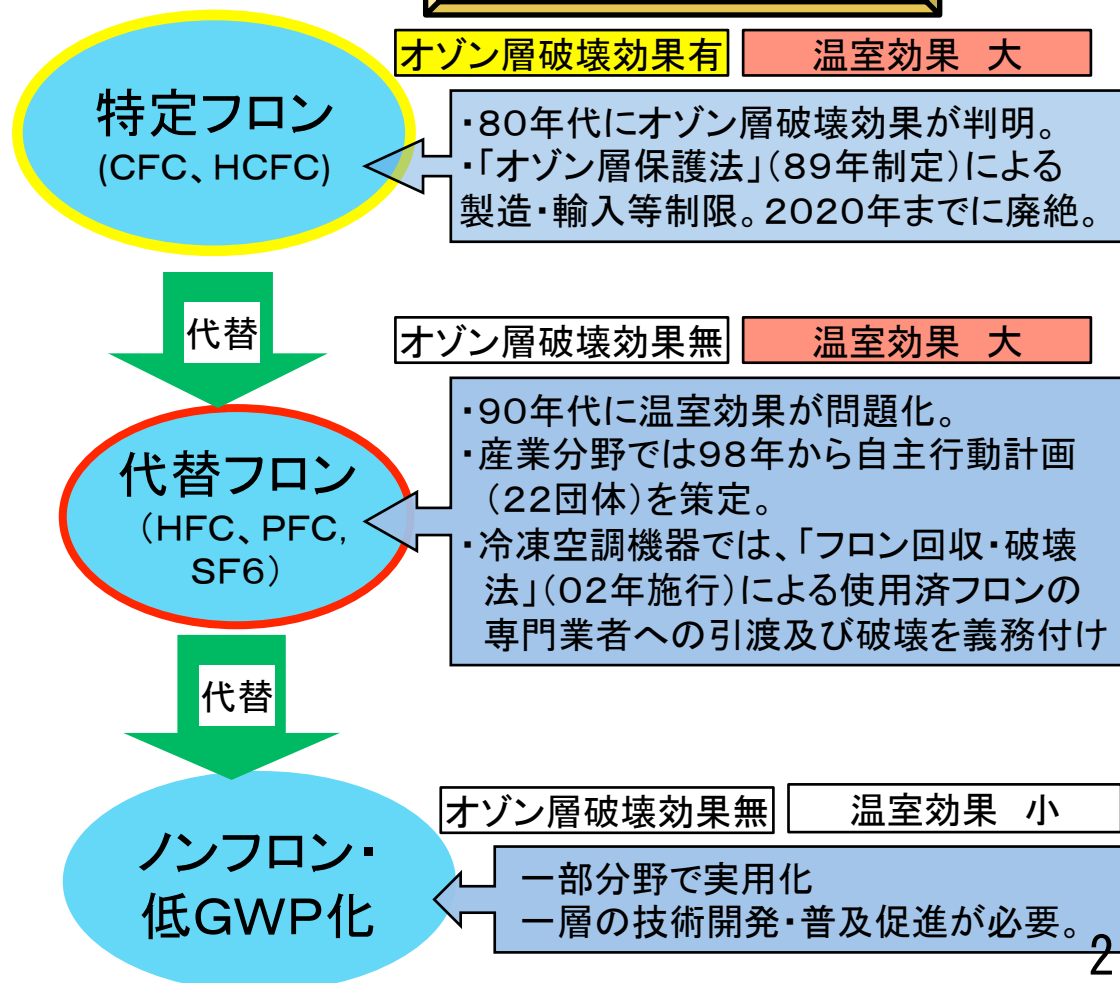 オゾン層破壊効果有
温室効果 大
特定フロン
(CFC、HCFC)
・80年代にオゾン層破壊効果が判明。
・「オゾン層保護法」(89年制定)による
製造・輸入等制限。2020年までに廃絶。
代替
オゾン層破壊効果無
温室効果 大
代替フロン
(HFC、PFC,
SF6)
・90年代に温室効果が問題化。
・産業分野では98年から自主行動計画
(22団体)を策定。
・冷凍空調機器では、「フロン回収・破壊
法」(02年施行)による使用済フロンの
専門業者への引渡及び破壊を義務付け
代替
オゾン層破壊効果無
温室効果 小
ノンフロン・
低GWP化
一部分野で実用化
一層の技術開発・普及促進が必要。
2